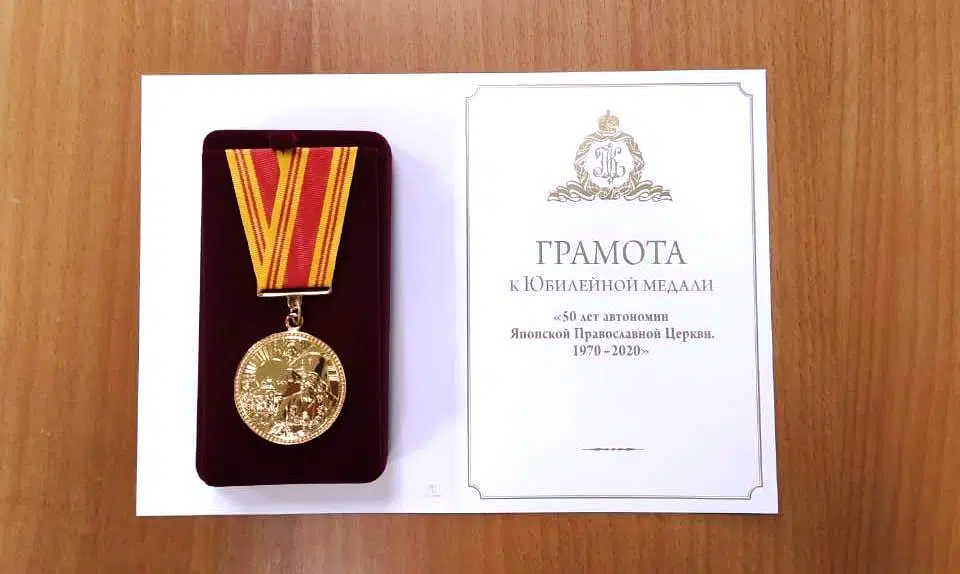 ГРАМОТА
к Юбилейной медали
«50 лет автономии
Японской Православной Церкви.
1970–2020»